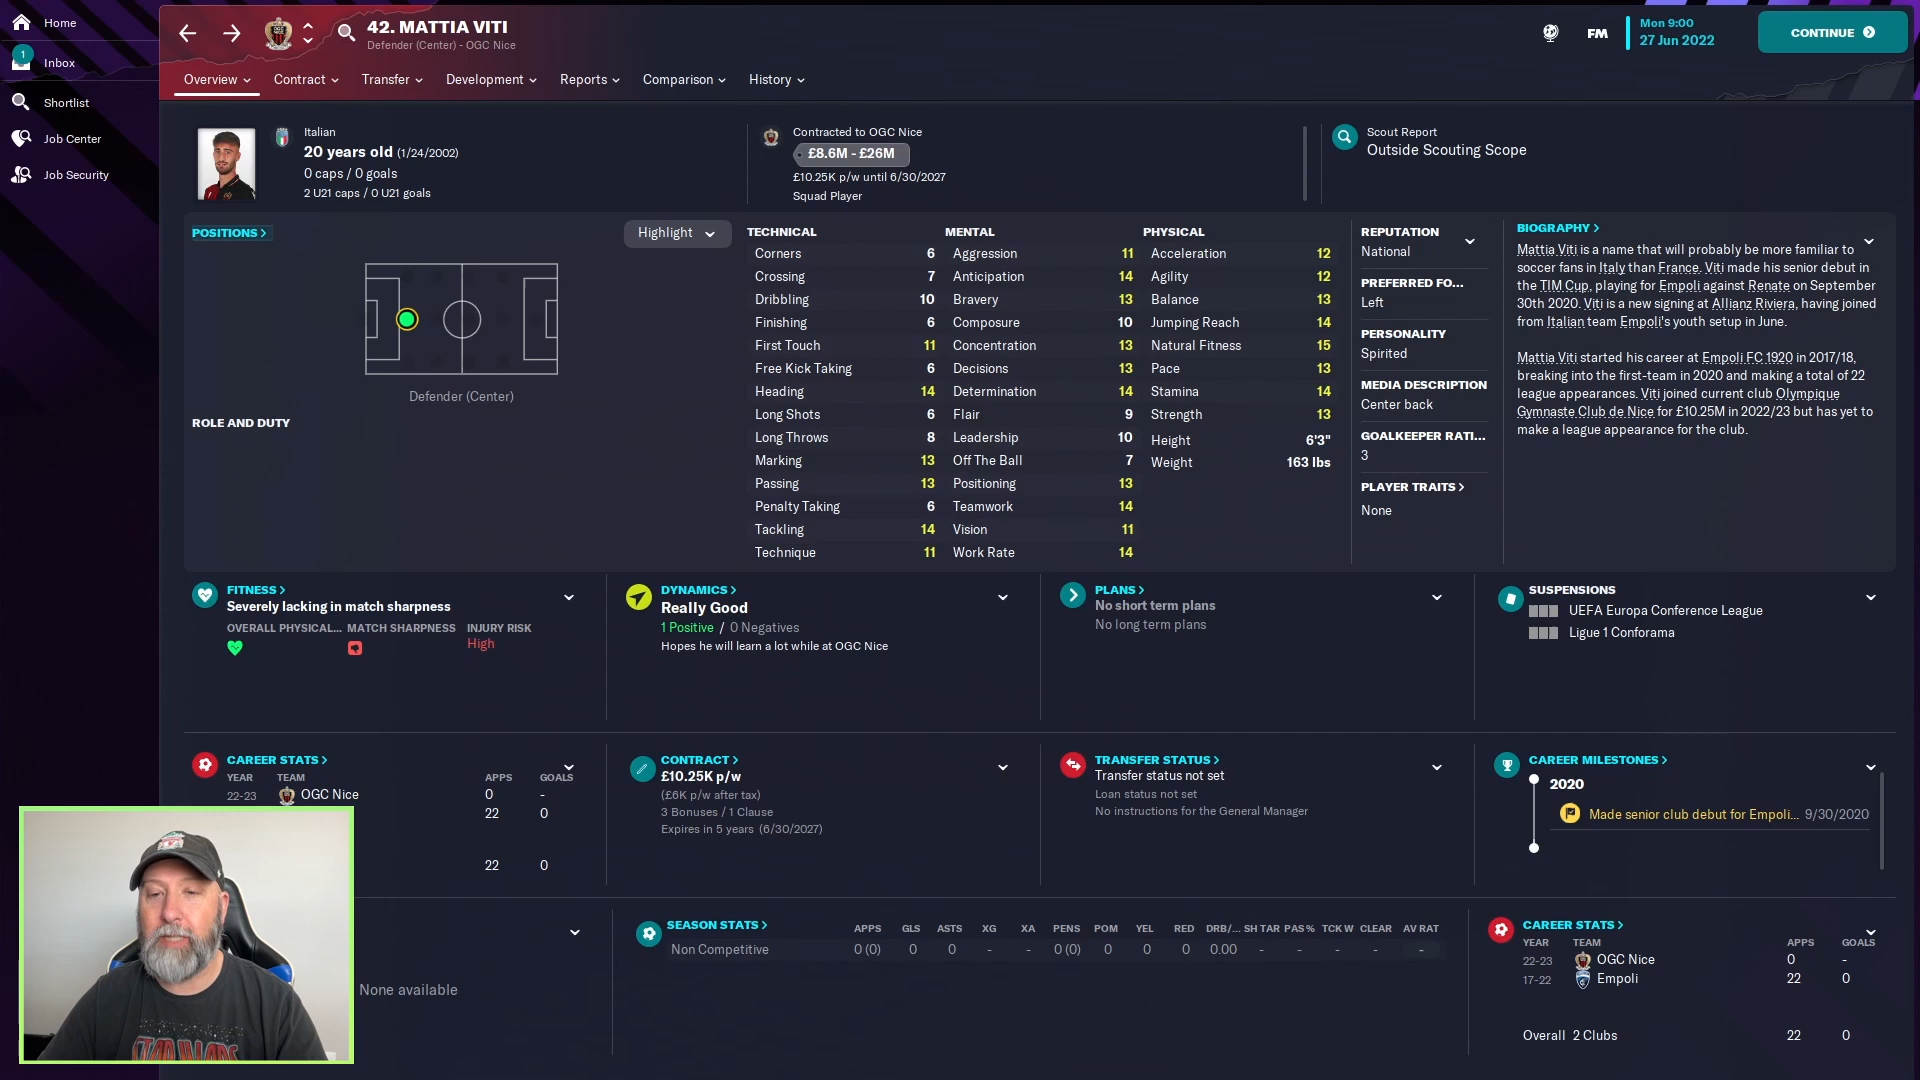 Home
1
Inbox
Shortlist
Job Center
Job Security
42. MATTIA VITI
Defender (Center) - OGC Nice
FM
Mon 9:00
27 Jun 2022
CONTINUE
Overview
Contract
Transfer
Development
Reports
Comparison
History
Italian
20 years old (1/24/2002)
0 caps / 0 goals
2 U21 caps / 0 U21 goals
Contracted to OGC Nice
£8.6M - £26M
£10.25K p/w until 6/30/2027
Squad Player
Scout Report
Outside Scouting Scope
POSITIONS >
Highlight
Defender (Center)
ROLE AND DUTY
TECHNICAL
Corners 6
Crossing 7
Dribbling 10
Finishing 6
First Touch 11
Free Kick Taking 6
Heading 14
Long Shots 6
Long Throws 8
Marking 13
Passing 13
Penalty Taking 6
Tackling 14
Technique 11
MENTAL
Aggression 11
Anticipation 14
Bravery 13
Composure 10
Concentration 13
Decisions 13
Determination 14
Flair 9
Leadership 10
Off The Ball 7
Positioning 13
Teamwork 14
Vision 11
Work Rate 14
PHYSICAL
Acceleration 12
Agility 12
Balance 13
Jumping Reach 14
Natural Fitness 15
Pace 13
Stamina 14
Strength 13
Height 6'3"
Weight 163 lbs
REPUTATION
National
PREFERRED FO...
Left
PERSONALITY
Spirited
MEDIA DESCRIPTION
Center back
GOALKEEPER RATI...
3
PLAYER TRAITS >
None
BIOGRAPHY >
Mattia Viti is a name that will probably be more familiar to
soccer fans in Italy than France. Viti made his senior debut in
the TIM Cup, playing for Empoli against Renate on September
30th 2020. Viti is a new signing at Allianz Riviera, having joined
from Italian team Empoli's youth setup in June.
Mattia Viti started his career at Empoli FC 1920 in 2017/18,
breaking into the first-team in 2020 and making a total of 22
league appearances. Viti joined current club Olympique
Gymnaste Club de Nice for £10.25M in 2022/23 but has yet to
make a league appearance for the club.
FITNESS >
Severely lacking in match sharpness
OVERALL PHYSICAL... MATCH SHARPNESS INJURY RISK
High
DYNAMICS >
Really Good
1 Positive / 0 Negatives
Hopes he will learn a lot while at OGC Nice
PLANS >
No short term plans
No long term plans
SUSPENSIONS
UEFA Europa Conference League
Ligue 1 Conforama
CAREER STATS >
YEAR TEAM APPS GOALS
22-23 OGC Nice 0 -
22 0
22 0
CONTRACT >
£10.25K p/w
(£6K p/w after tax)
3 Bonuses / 1 Clause
Expires in 5 years (6/30/2027)
TRANSFER STATUS >
Transfer status not set
Loan status not set
No instructions for the General Manager
CAREER MILESTONES >
2020
Made senior club debut for Empoli... 9/30/2020
None available
SEASON STATS > APPS GLS ASTS XG XA PENS POM YEL RED DRB/... SH TAR PAS % TCK W CLEAR AV RAT
Non Competitive 0 (0) 0 0 - - 0 (0) 0 0 0 0.00 - - - - -
CAREER STATS >
YEAR TEAM APPS GOALS
22-23 OGC Nice 0 -
17-22 Empoli 22 0
Overall 2 Clubs 22 0